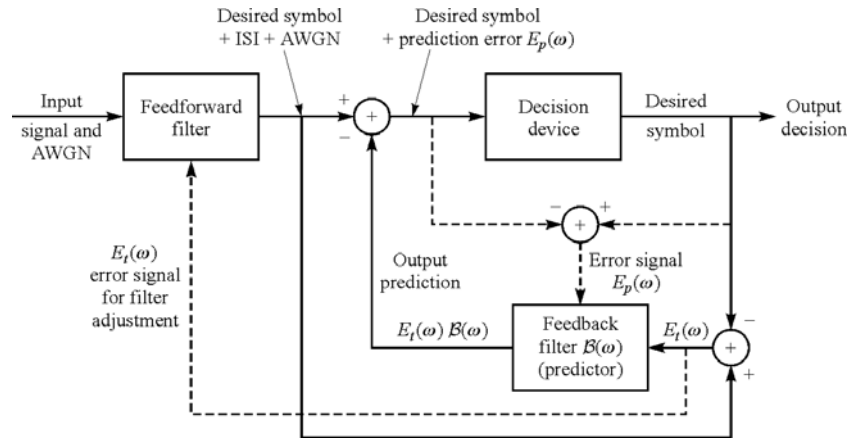 Desired symbol
+ ISI + AWGN
Desired symbol
+ prediction error E_p(ω)
Input
signal and
AWGN
Feedforward
filter
+
−
+
Decision
device
Desired
symbol
Output
decision
−
+
+
E_t(ω)
error signal
for filter
adjustment
Output
prediction
Error signal
E_p(ω)
E_t(ω) B(ω)
Feedback
filter B(ω)
(predictor)
E_t(ω)
−
+
+